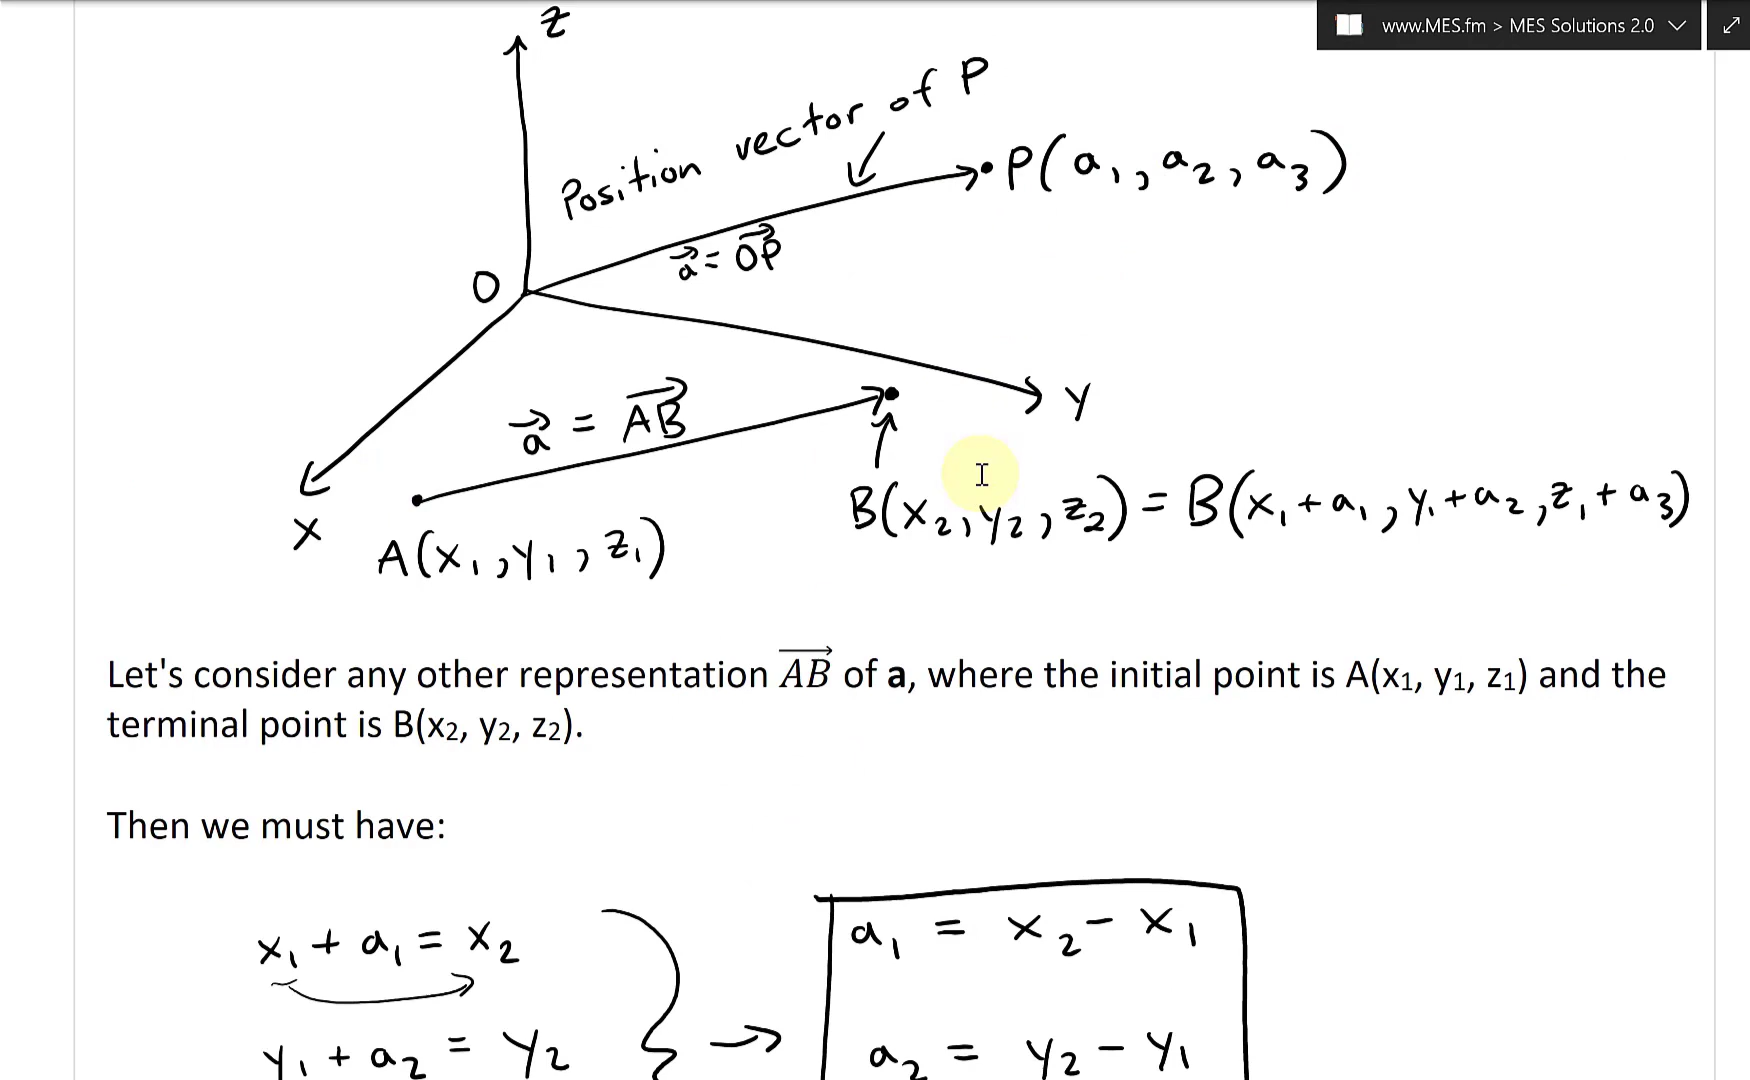 www.MES.fm > MES Solutions 2.0
z
Position vector of P
P(a₁, a₂, a₃)
a⃗ = OP⃗
O
y
a⃗ = AB⃗
x
A(x₁, y₁, z₁)
B(x₂, y₂, z₂) = B(x₁ + a₁, y₁ + a₂, z₁ + a₃)
Let's consider any other representation AB⃗ of a, where the initial point is A(x₁, y₁, z₁) and the
terminal point is B(x₂, y₂, z₂).
Then we must have:
x₁ + a₁ = x₂
a₁ = x₂ - x₁
y₁ + a₂ = y₂
a₂ = y₂ - y₁